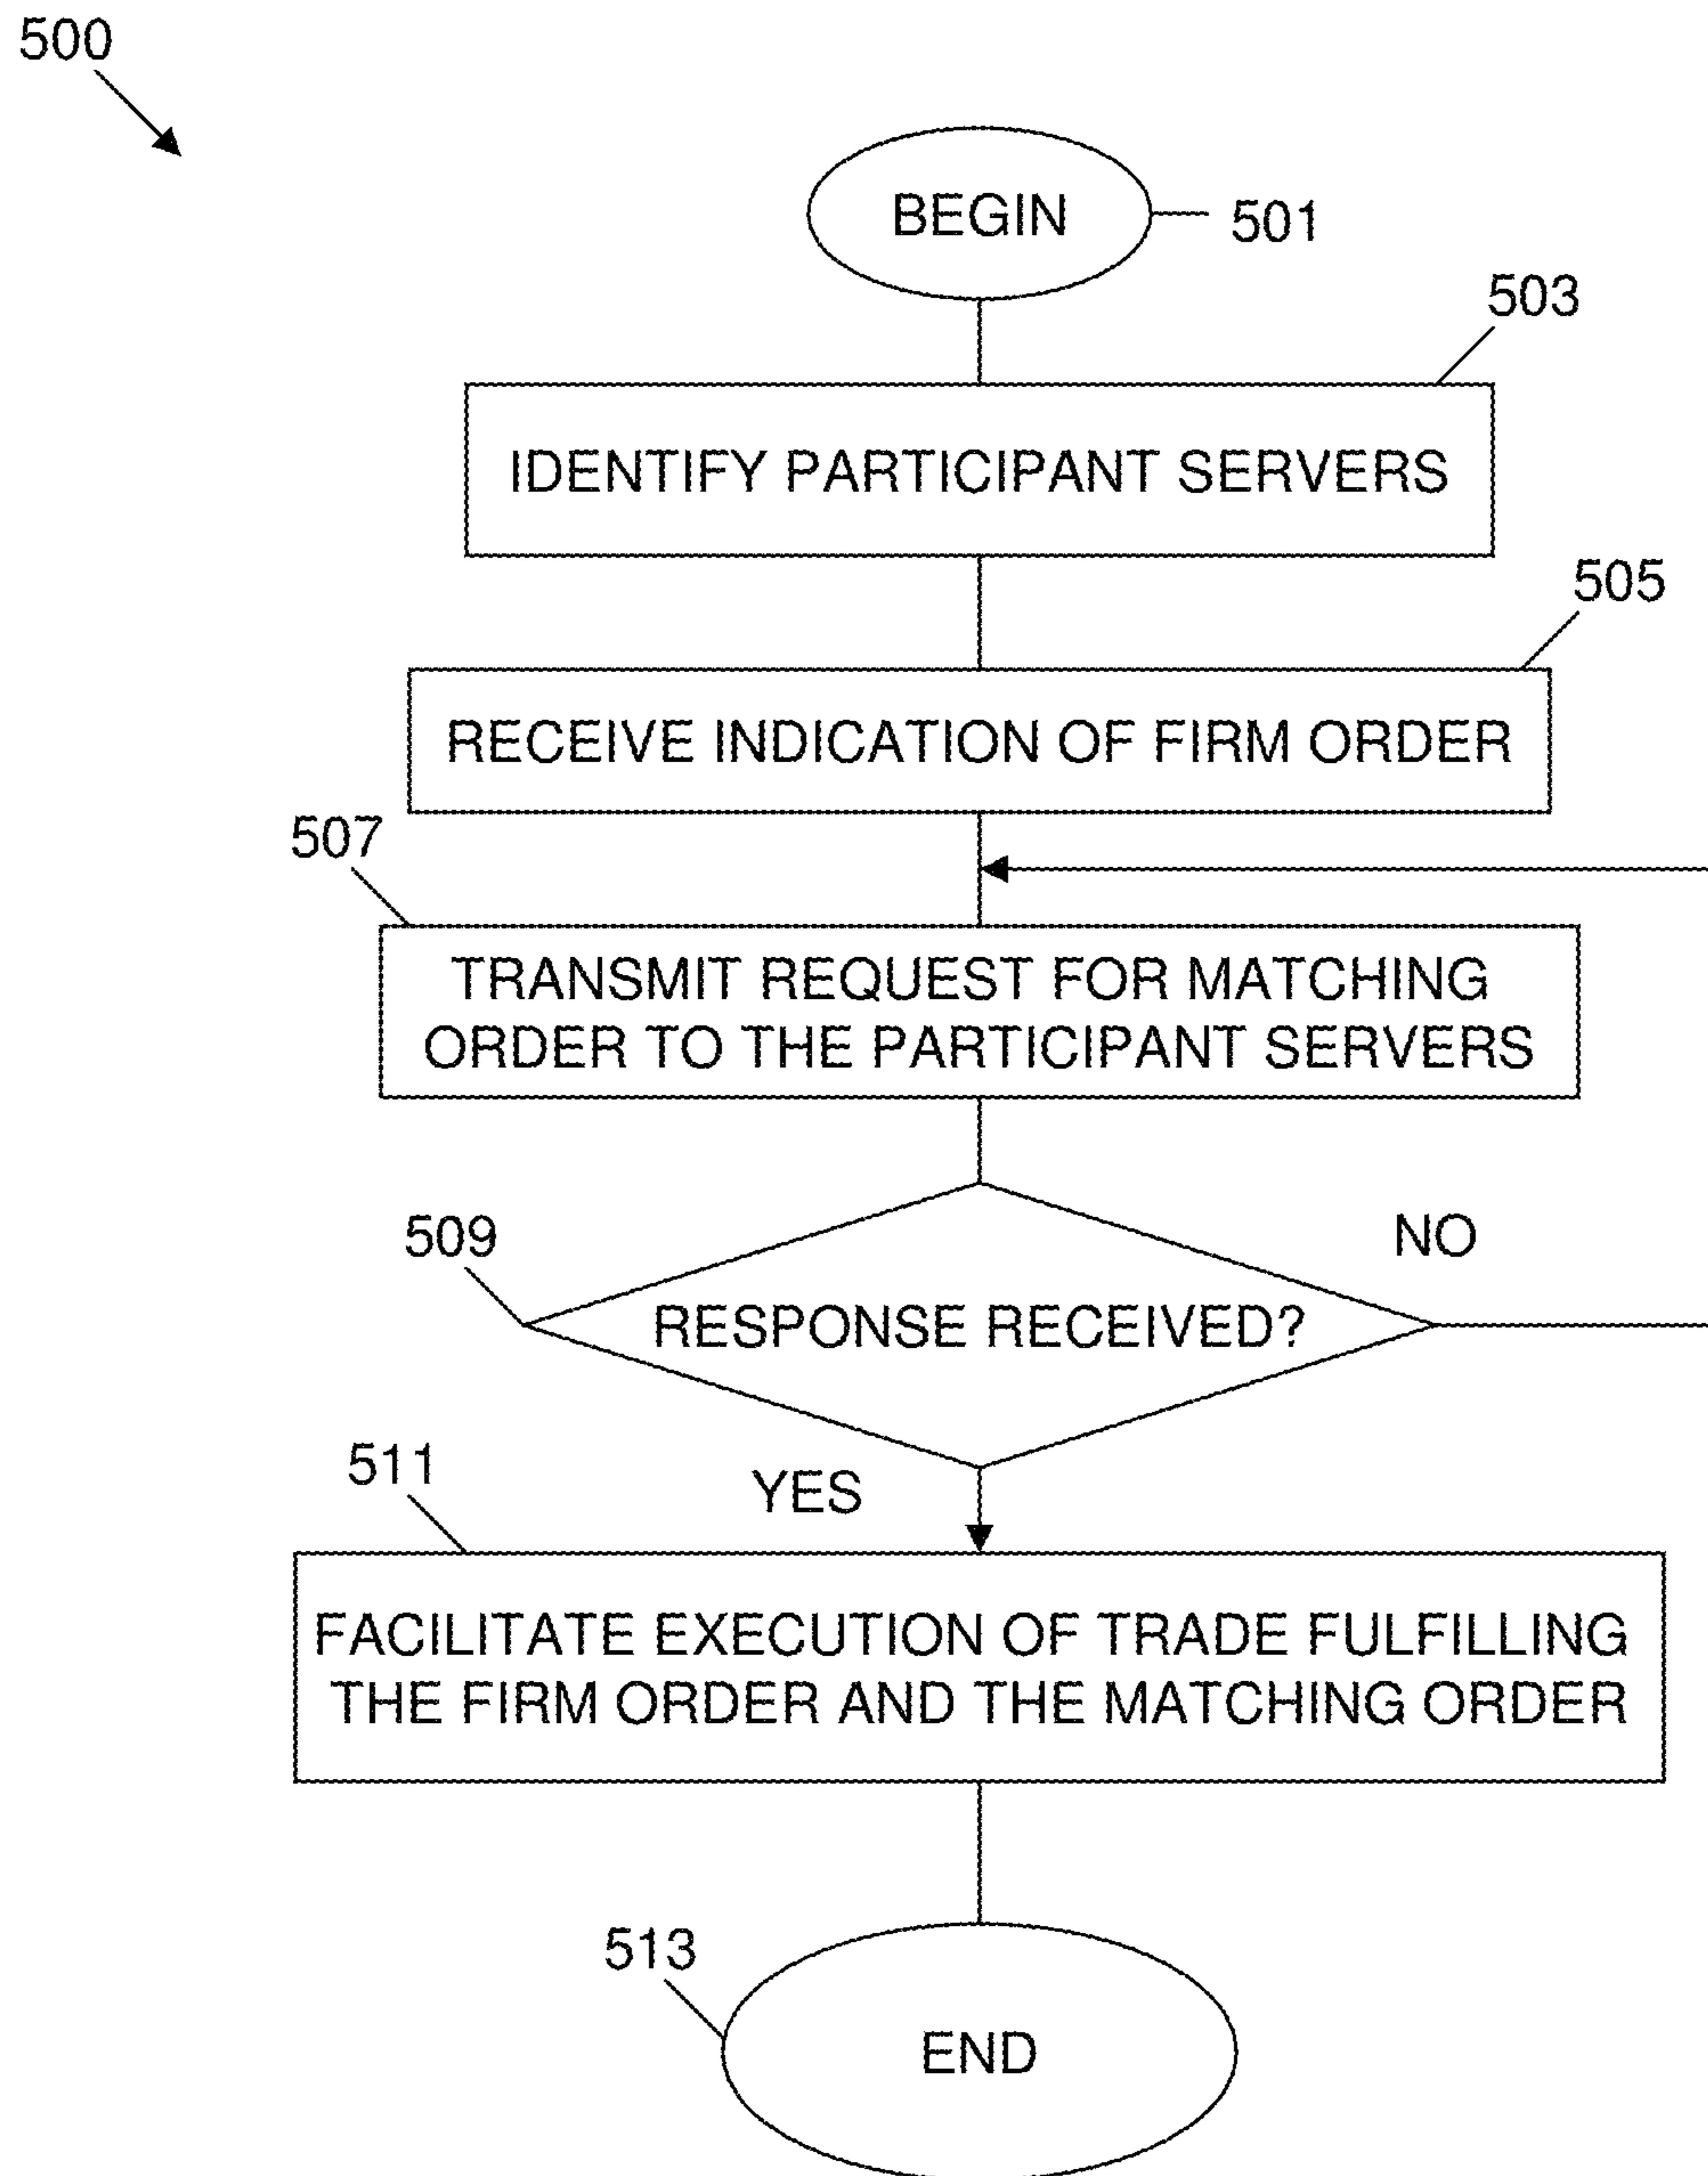 500
BEGIN
501
503
IDENTIFY PARTICIPANT SERVERS
505
RECEIVE INDICATION OF FIRM ORDER
507
TRANSMIT REQUEST FOR MATCHING
ORDER TO THE PARTICIPANT SERVERS
509
NO
RESPONSE RECEIVED?
511
YES
FACILITATE EXECUTION OF TRADE FULFILLING
THE FIRM ORDER AND THE MATCHING ORDER
513
END